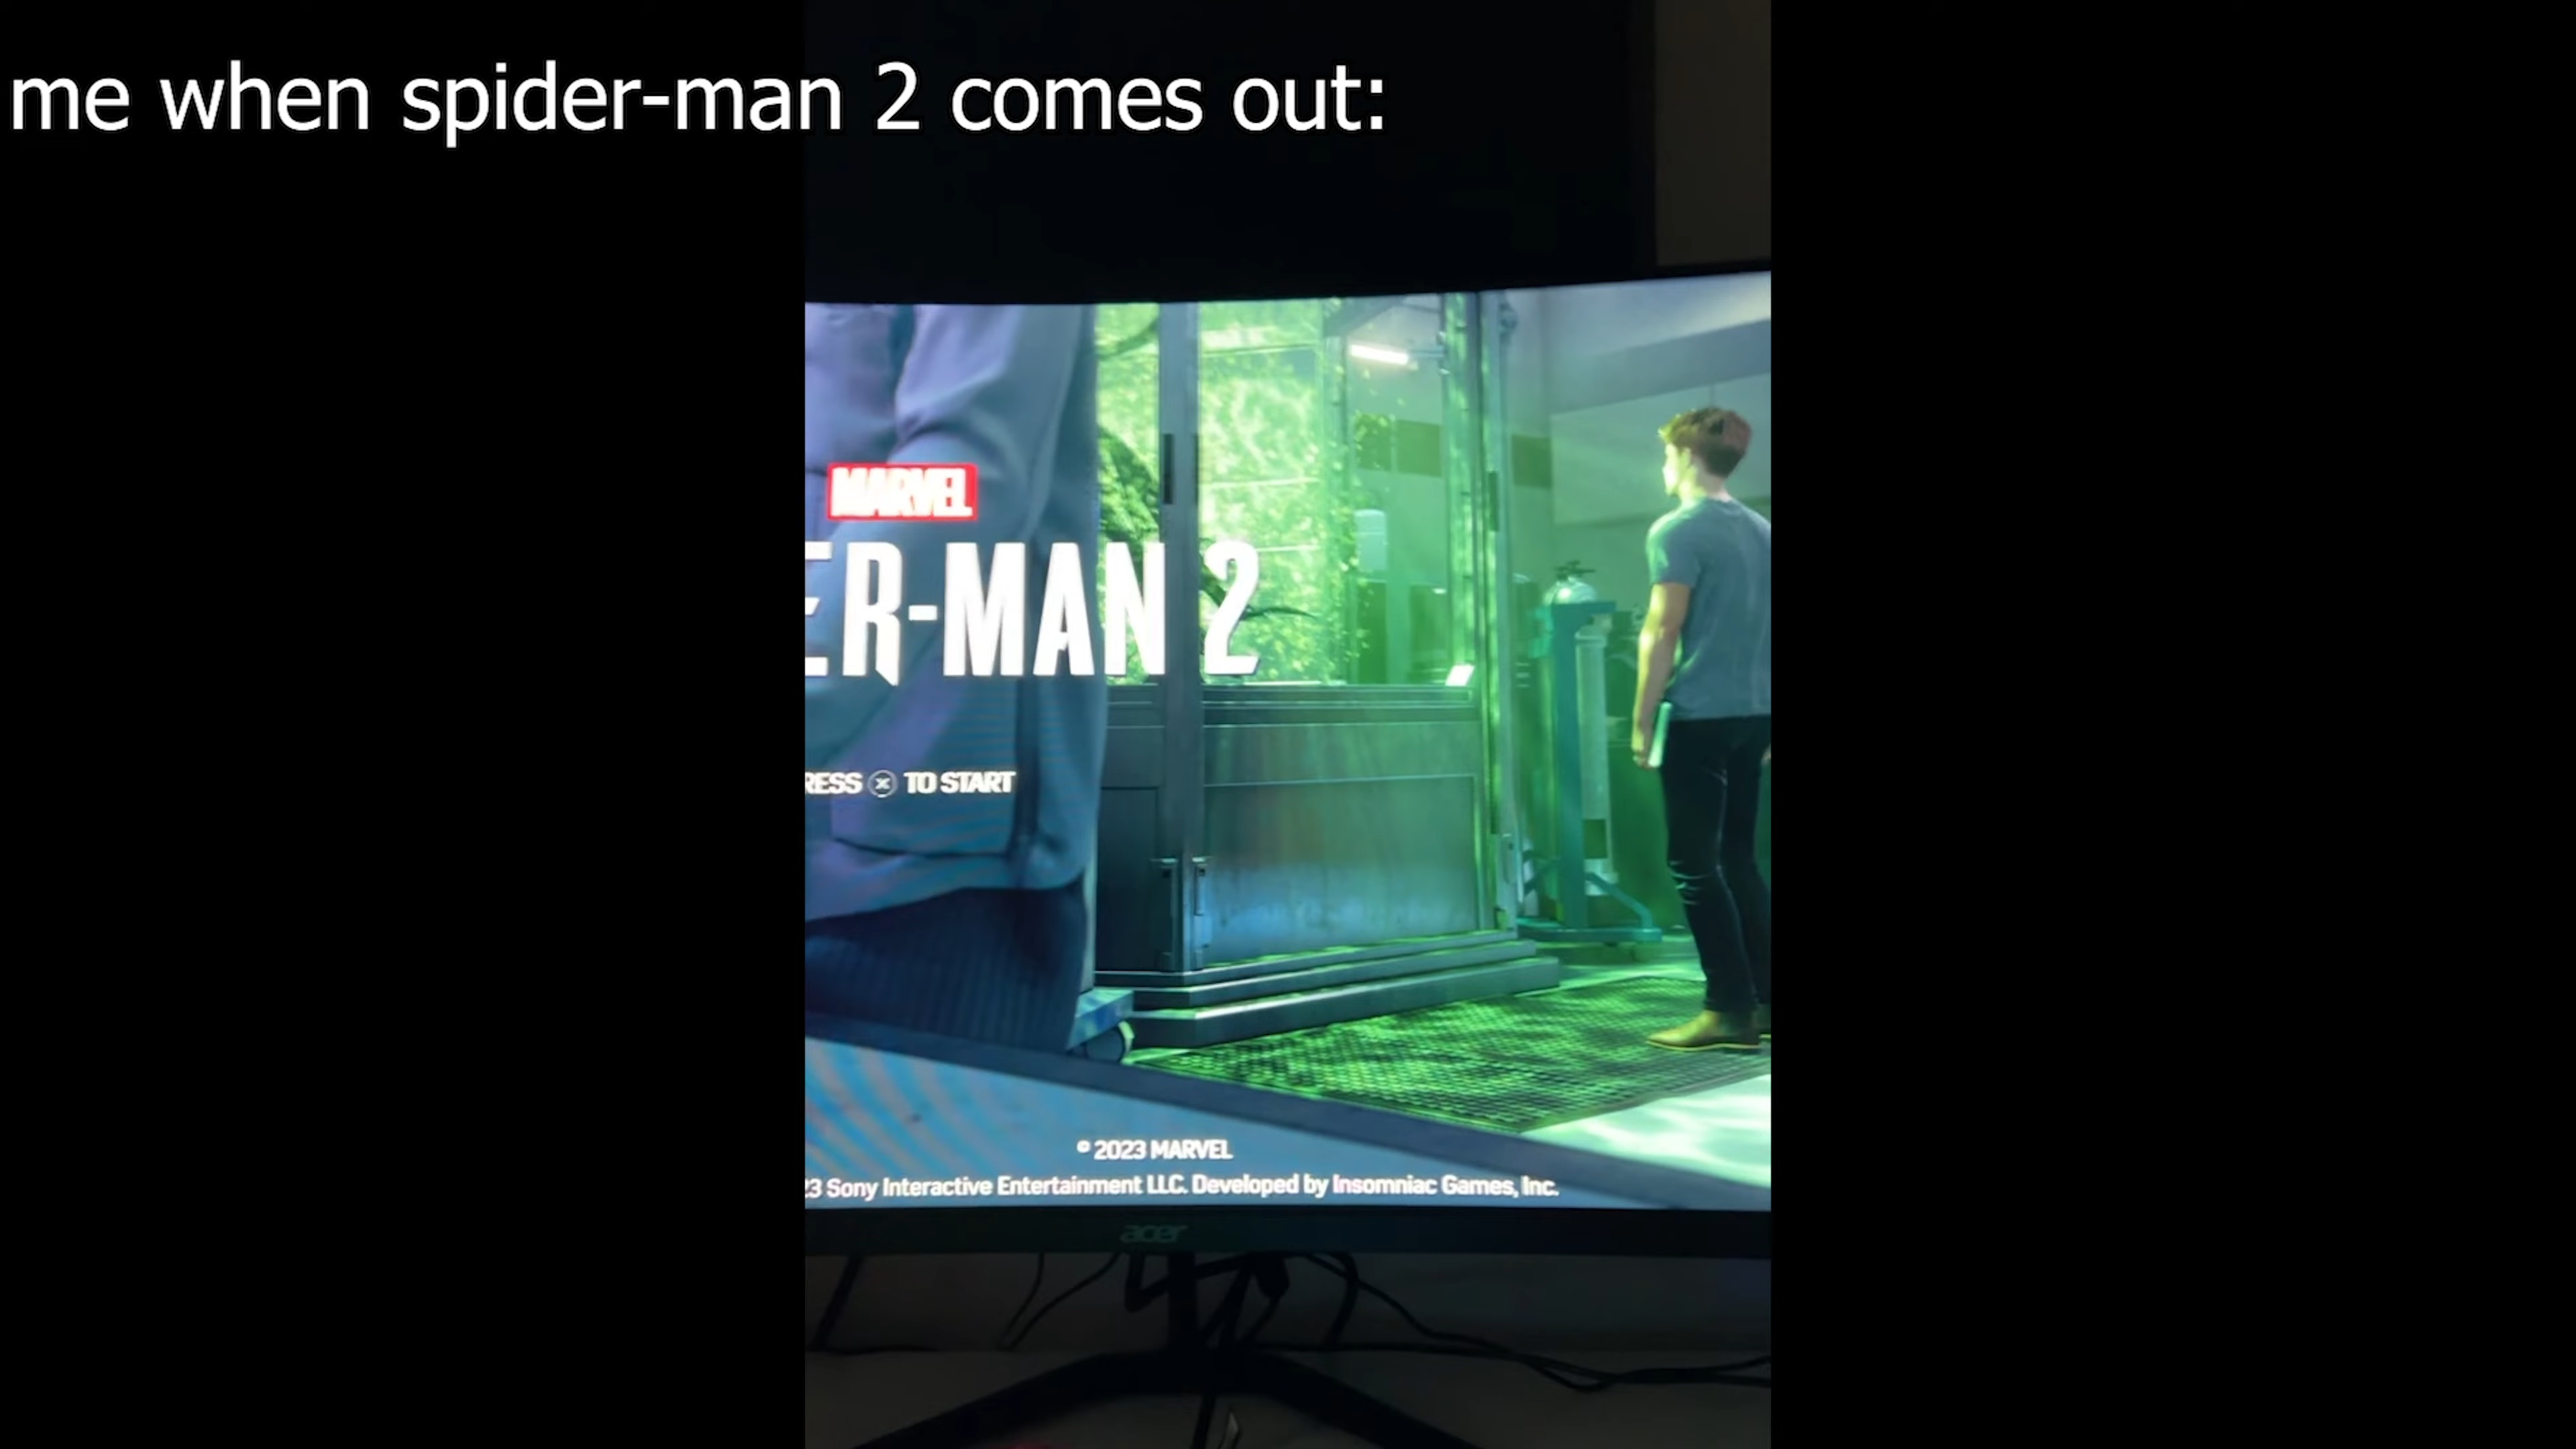 me when spider-man 2 comes out:
MARVEL
ER-MAN 2
RESS TO START
© 2023 MARVEL
23 Sony Interactive Entertainment LLC. Developed by Insomniac Games, Inc.
acer